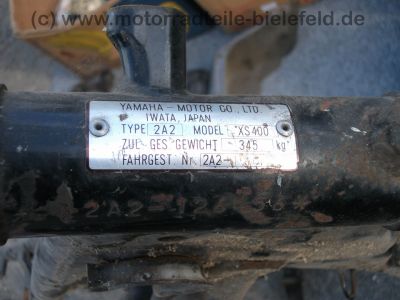 (c) www.motorradteile-bielefeld.de
YAMAHA - MOTOR CO., LTD.
IWATA, JAPAN
TYPE 2A2 MODEL XS400
ZUL GES GEWICHT 345 kg
FAHRGEST. Nr. 2A2-